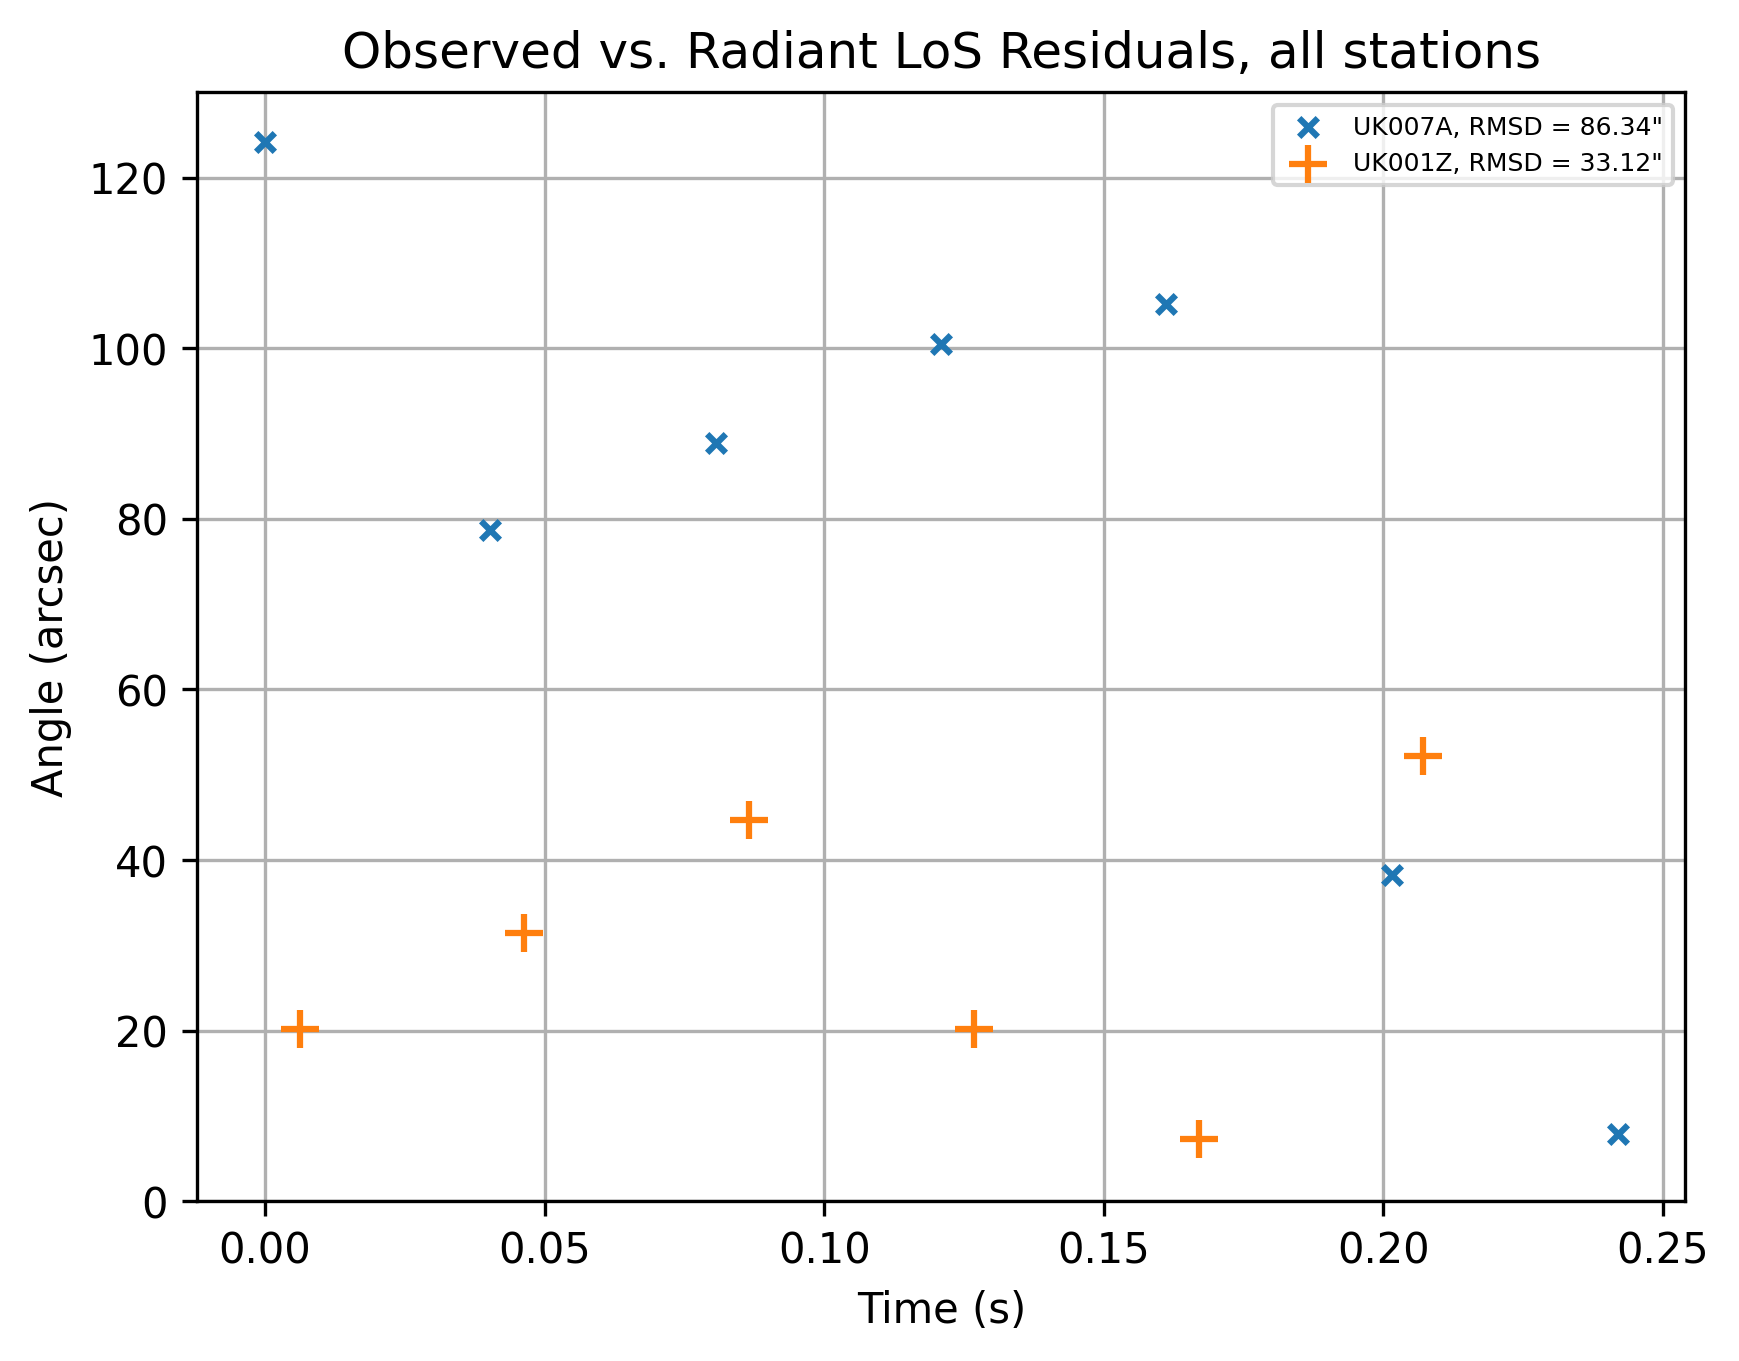 Observed vs. Radiant LoS Residuals, all stations
UK007A, RMSD = 86.34"
UK001Z, RMSD = 33.12"
120
100
80
60
40
20
0
Angle (arcsec)
0.00 0.05 0.10 0.15 0.20 0.25
Time (s)